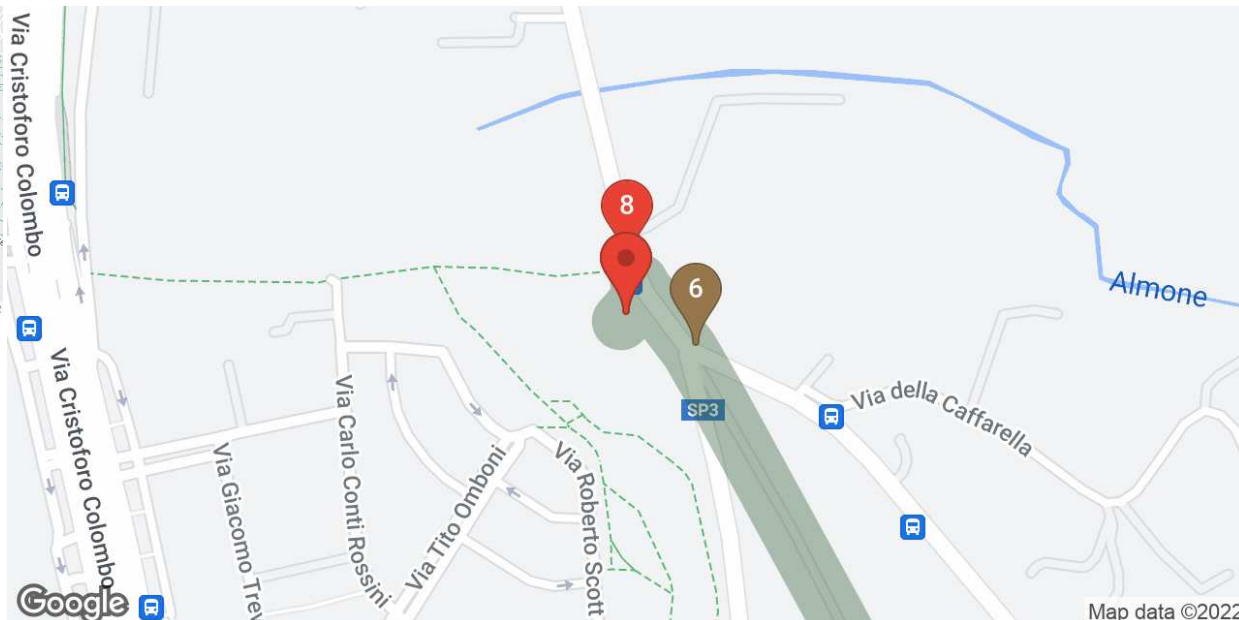 Via Cristoforo Colombo
8
6
Almone
Via Cristoforo Colombo
SP3
Via della Caffarella
Via Carlo Conti Rossini
Via Giacomo Trev
Via Tito Omboni
Via Roberto Scott
Google
Map data ©2022